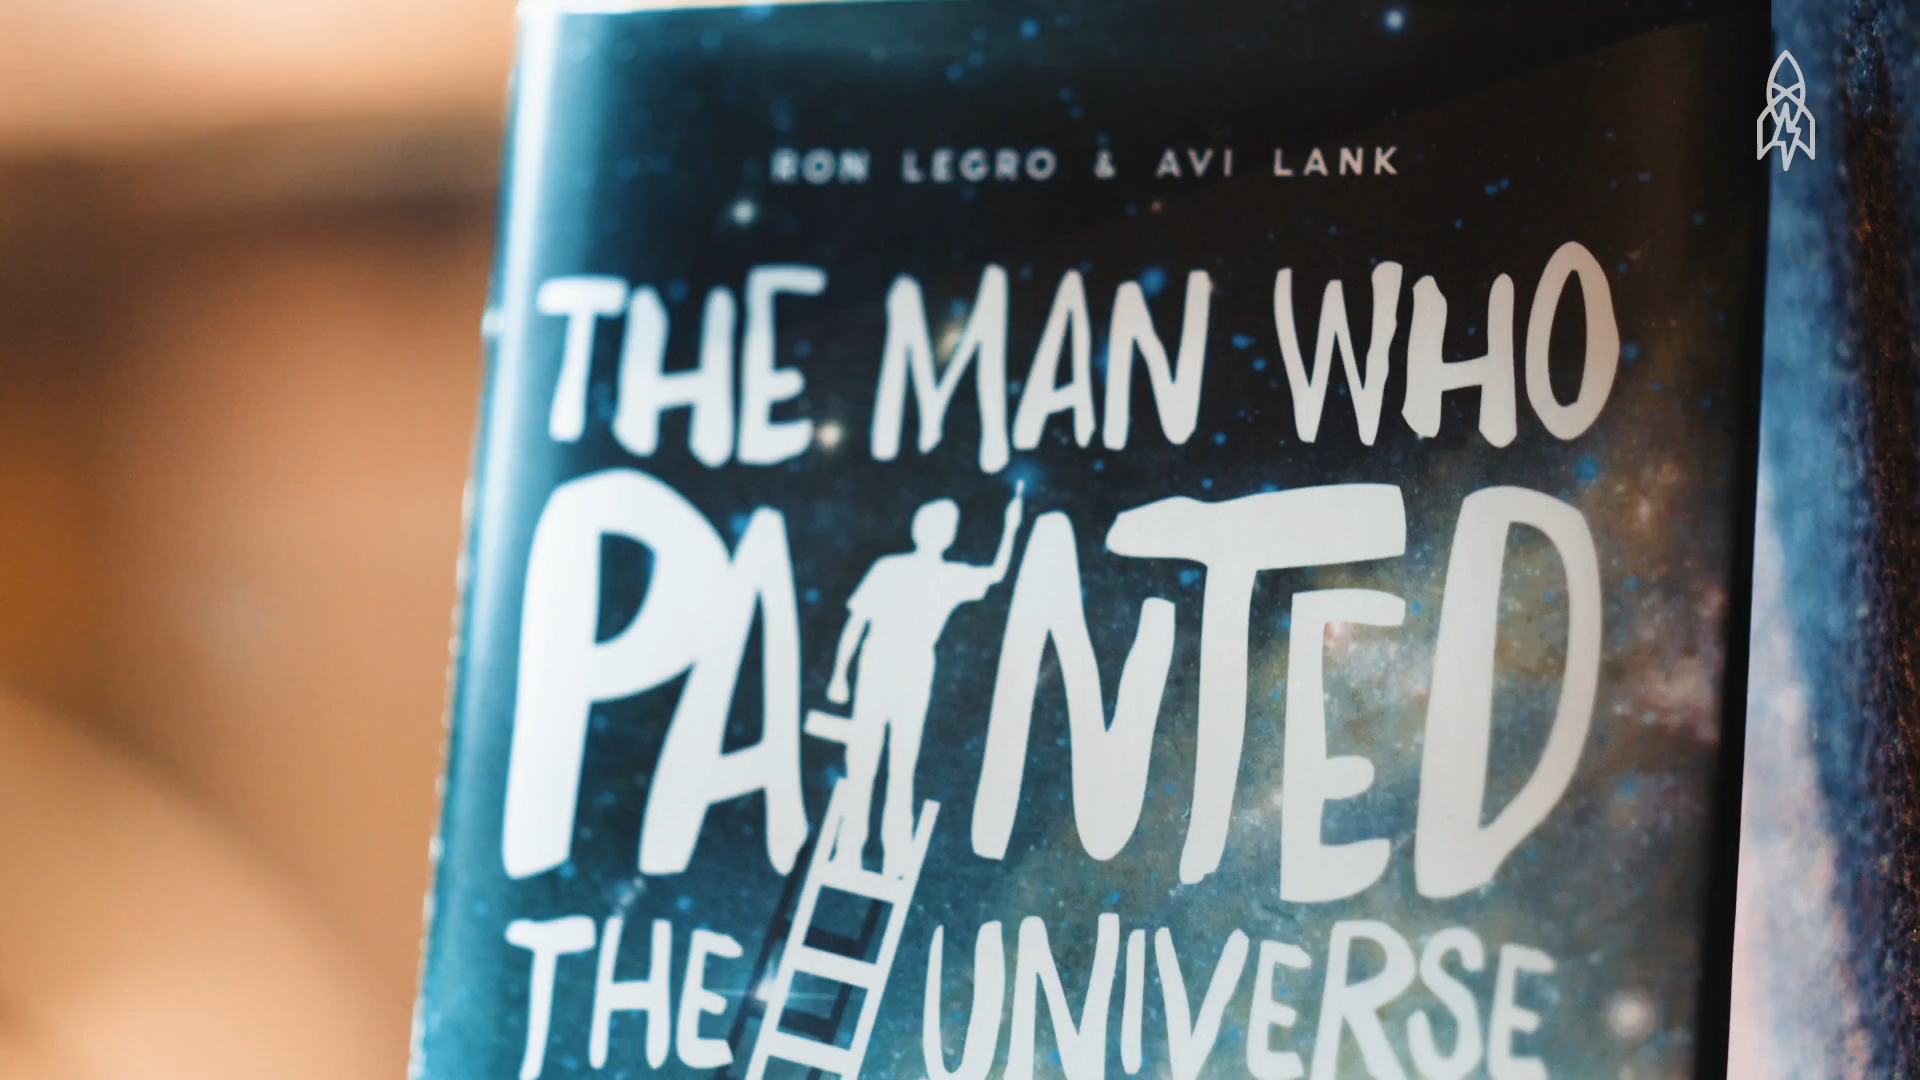 RON LEGRO & AVI LANK
THE MAN WHO
PAINTED
THE UNIVERSE